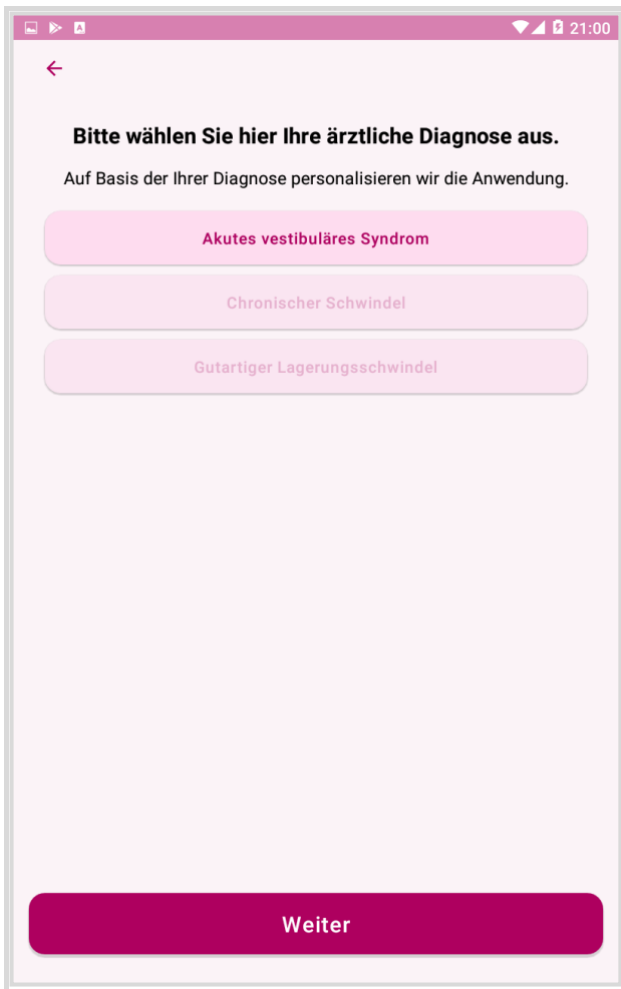 21:00
Bitte wählen Sie hier Ihre ärztliche Diagnose aus.
Auf Basis der Ihrer Diagnose personalisieren wir die Anwendung.
Akutes vestibuläres Syndrom
Chronischer Schwindel
Gutartiger Lagerungsschwindel
Weiter